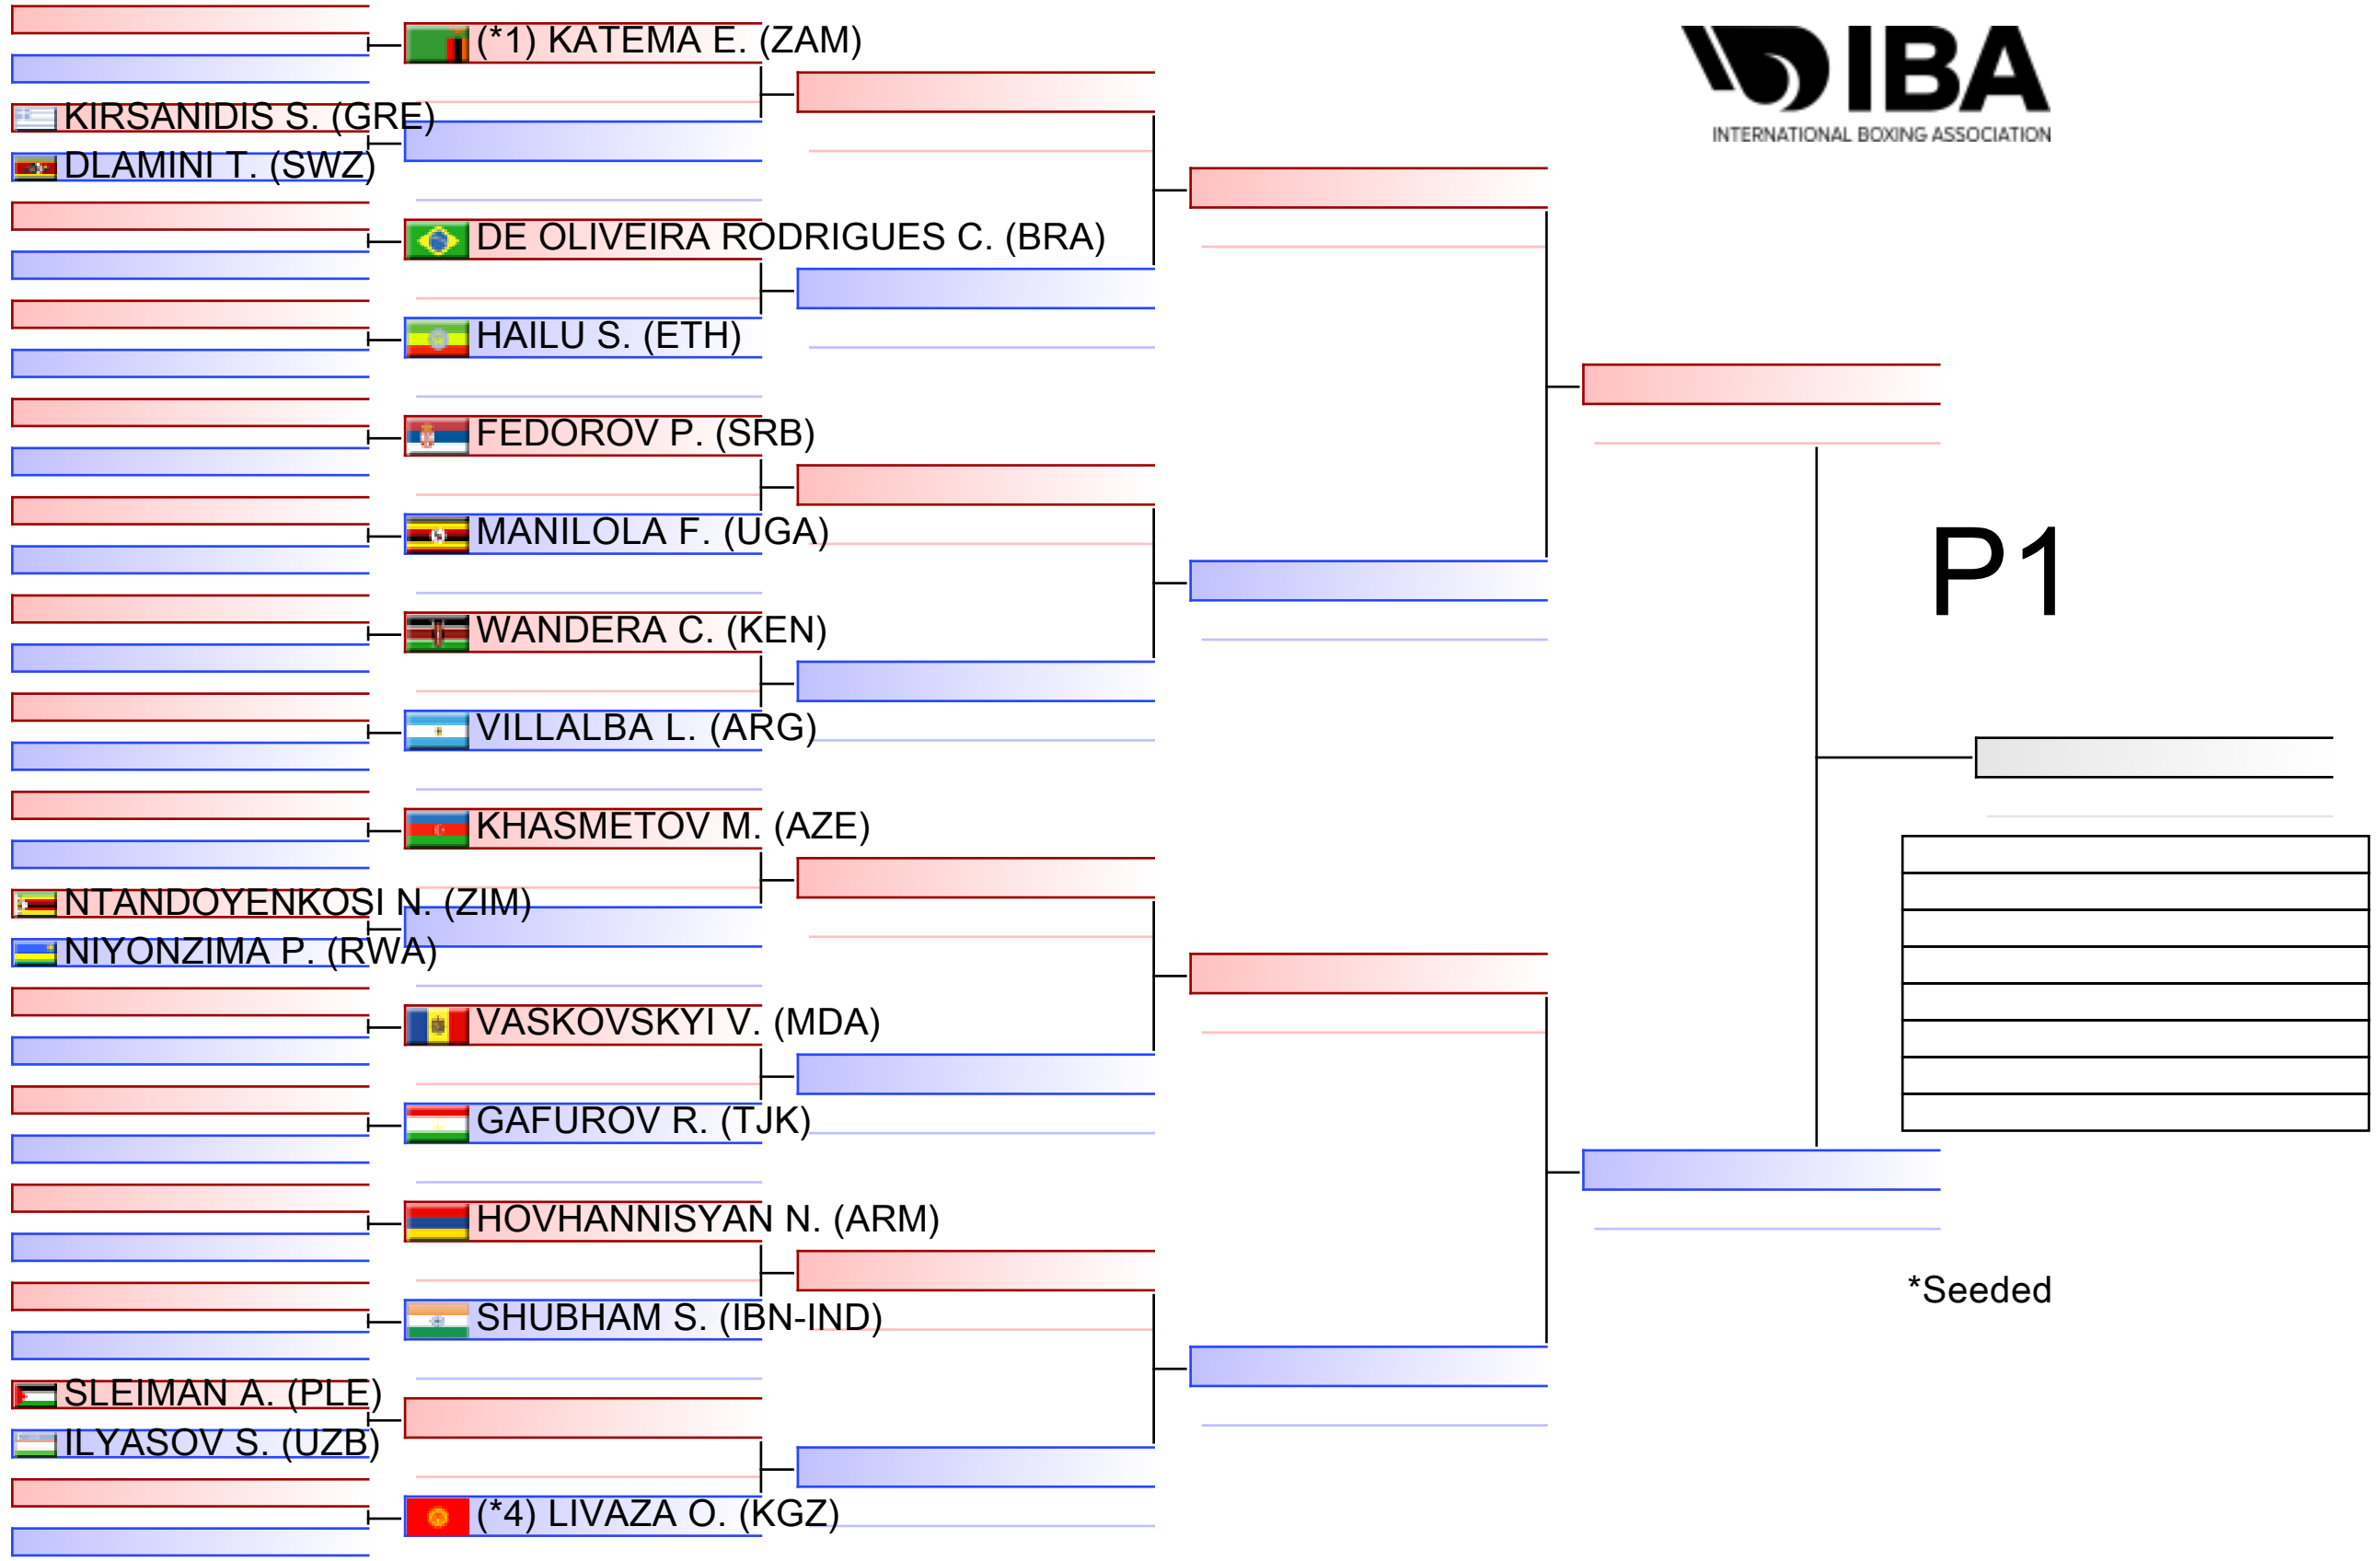 IBA
INTERNATIONAL BOXING ASSOCIATION
(*1) KATEMA E. (ZAM)
KIRSANIDIS S. (GRE)
DLAMINI T. (SWZ)
DE OLIVEIRA RODRIGUES C. (BRA)
HAILU S. (ETH)
FEDOROV P. (SRB)
MANILOLA F. (UGA)
P1
WANDERA C. (KEN)
VILLALBA L. (ARG)
KHASMETOV M. (AZE)
NTANDOYENKOSI N. (ZIM)
NIYONZIMA P. (RWA)
VASKOVSKYI V. (MDA)
GAFUROV R. (TJK)
HOVHANNISYAN N. (ARM)
*Seeded
SHUBHAM S. (IBN-IND)
SLEIMAN A. (PLE)
ILYASOV S. (UZB)
(*4) LIVAZA O. (KGZ)